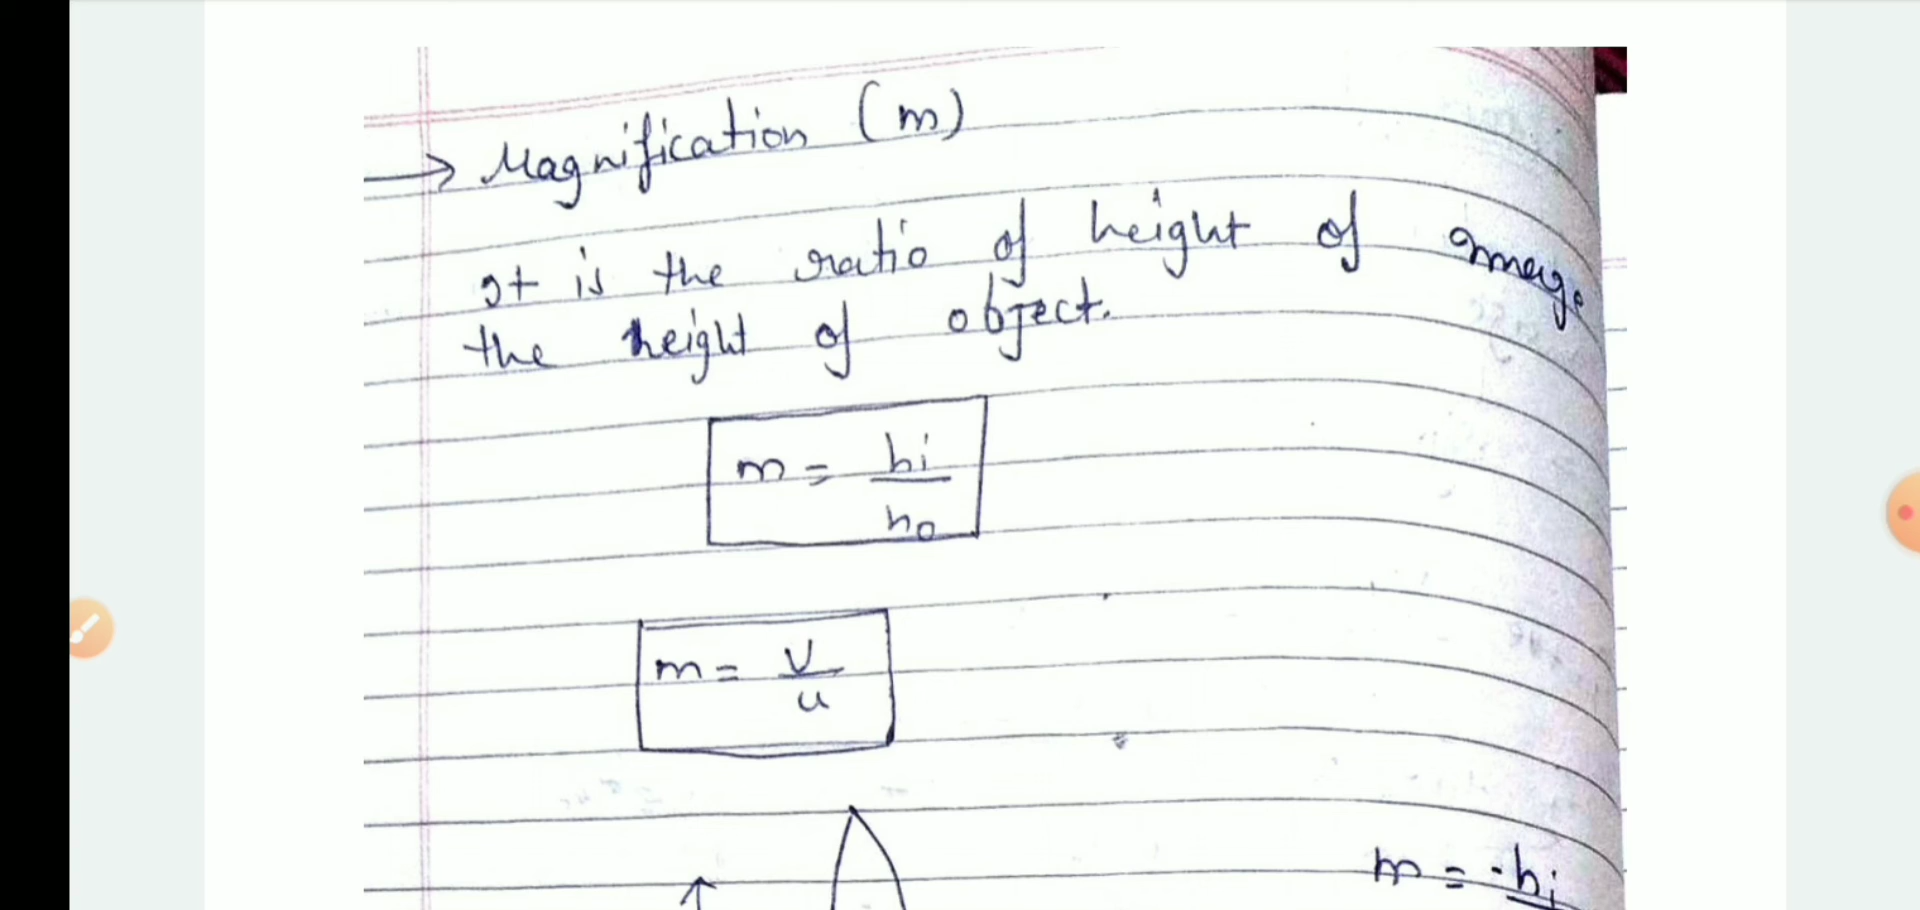 → Magnification (m)
It is the ratio of height of image
the height of object.
m = hi
ho
m = v
u
m = -hi